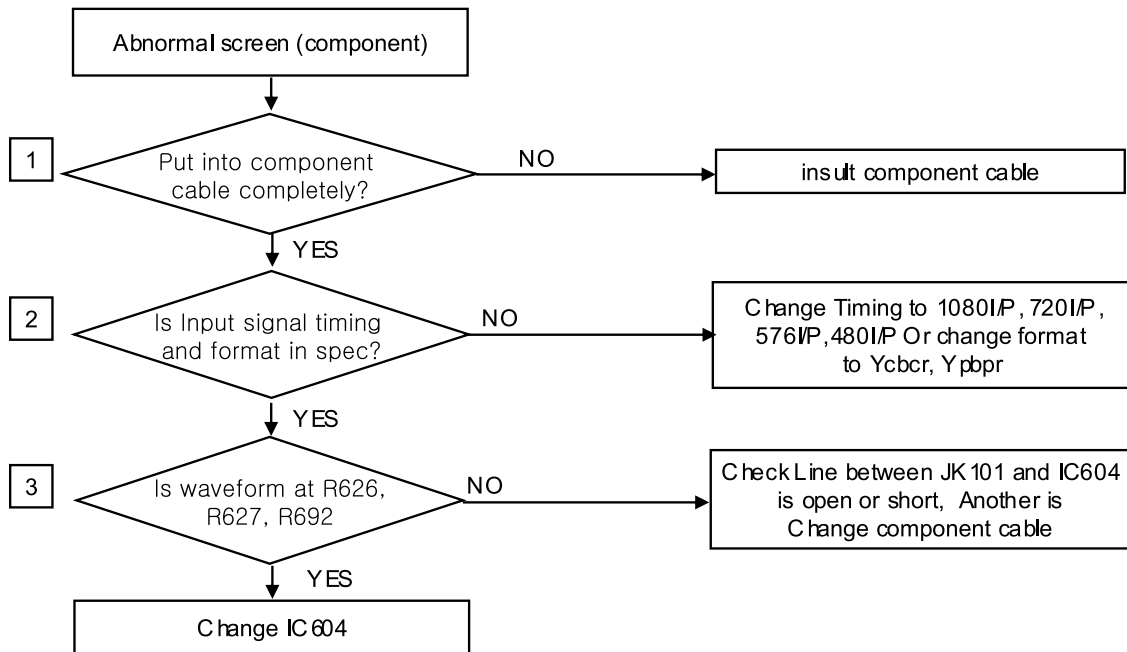 Abnormal screen (component)
1
Put into component
cable completely?
NO
insult component cable
YES
2
Is Input signal timing
and format in spec?
NO
Change Timing to 1080I/P, 720I/P,
576I/P,480I/P Or change format
to Ycbcr, Ypbpr
YES
3
Is waveform at R626,
R627, R692
NO
Check Line between JK101 and IC604
is open or short, Another is
Change component cable
YES
Change IC604